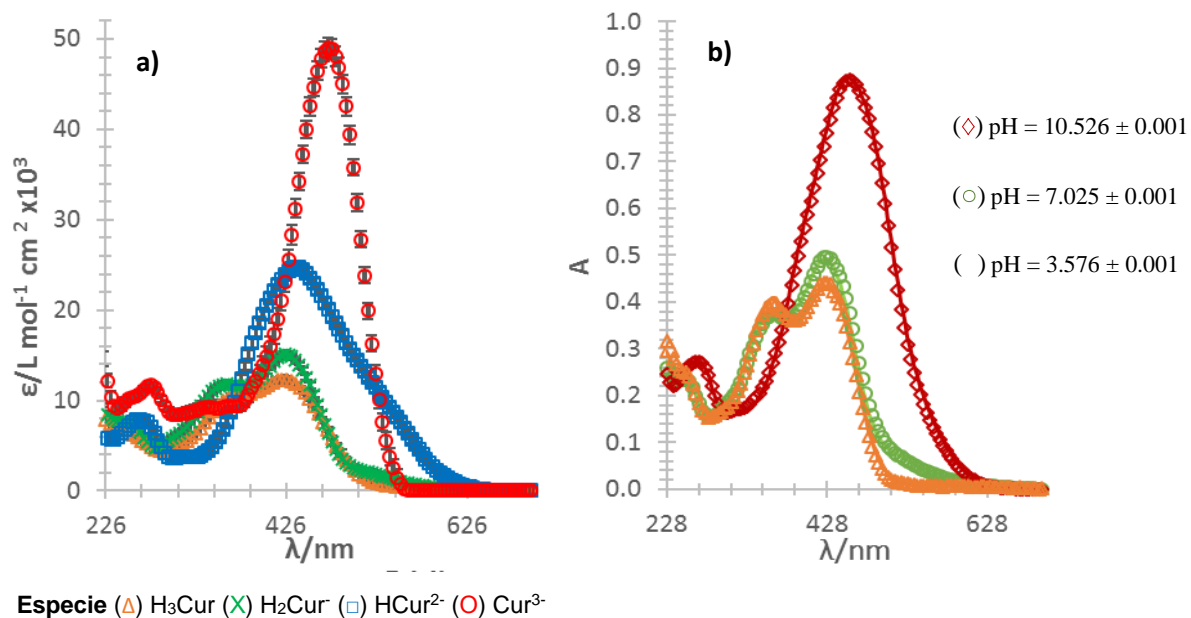 a)
50
40
30
20
10
0
226
426
626
λ/nm
ε/L mol⁻¹ cm ² x10³
b)
1.0
0.9
0.8
0.7
0.6
0.5
0.4
0.3
0.2
0.1
0.0
228
428
628
λ/nm
A
(◇) pH = 10.526 ± 0.001
(○) pH = 7.025 ± 0.001
( ) pH = 3.576 ± 0.001
Especie (Δ) H₃Cur (X) H₂Cur⁻ (□) HCur²⁻ (O) Cur³⁻